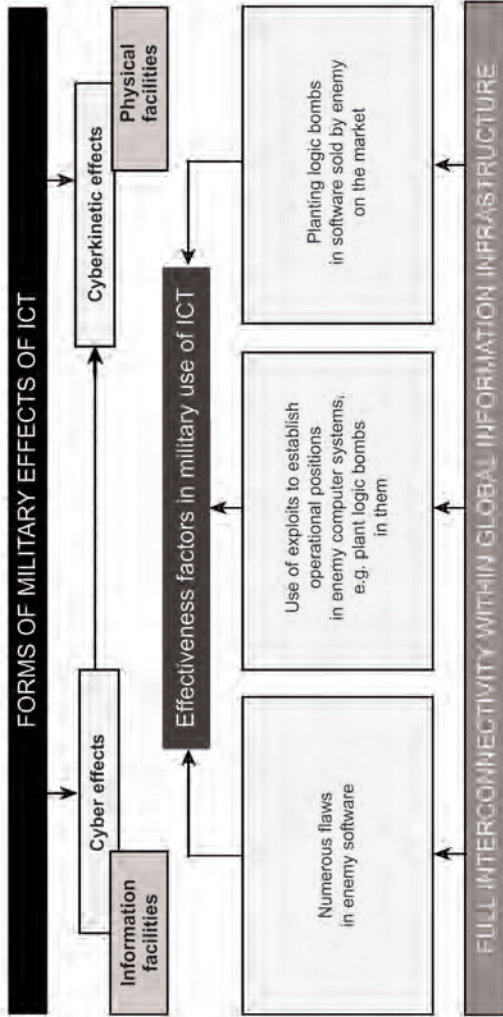 FORMS OF MILITARY EFFECTS OF ICT
Cyber effects
Information
facilities
Cyberkinetic effects
Physical
facilities
Effectiveness factors in military use of ICT
Numerous flaws
in enemy software
Use of exploits to establish
operational positions
in enemy computer systems,
e.g. plant logic bombs
in them
Planting logic bombs
in software sold by enemy
on the market
FULL INTERCONNECTIVITY WITHIN GLOBAL INFORMATION INFRASTRUCTURE